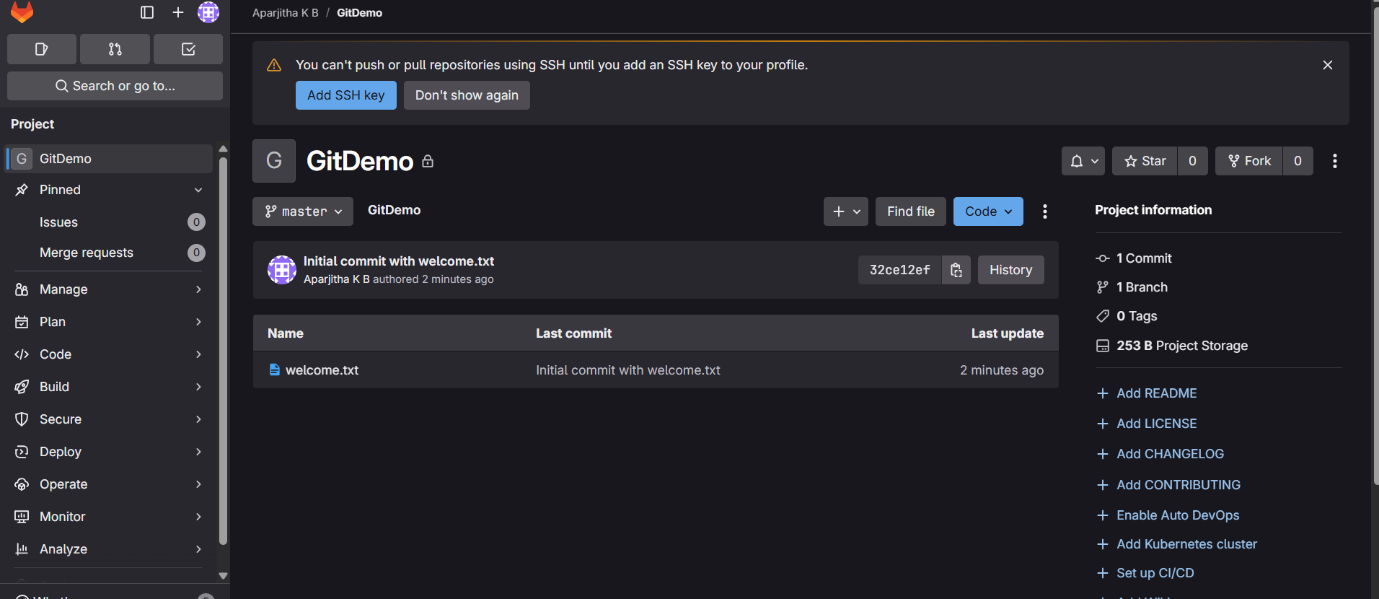 Aparjitha K B / GitDemo
Search or go to...
Project
G GitDemo
Pinned
Issues 0
Merge requests 0
Manage
Plan
Code
Build
Secure
Deploy
Operate
Monitor
Analyze
You can't push or pull repositories using SSH until you add an SSH key to your profile.
Add SSH key Don't show again
G GitDemo
Star 0 Fork 0
master GitDemo
Find file Code
Initial commit with welcome.txt
Aparjitha K B authored 2 minutes ago
32ce12ef History
Name Last commit Last update
welcome.txt Initial commit with welcome.txt 2 minutes ago
Project information
1 Commit
1 Branch
0 Tags
253 B Project Storage
Add README
Add LICENSE
Add CHANGELOG
Add CONTRIBUTING
Enable Auto DevOps
Add Kubernetes cluster
Set up CI/CD